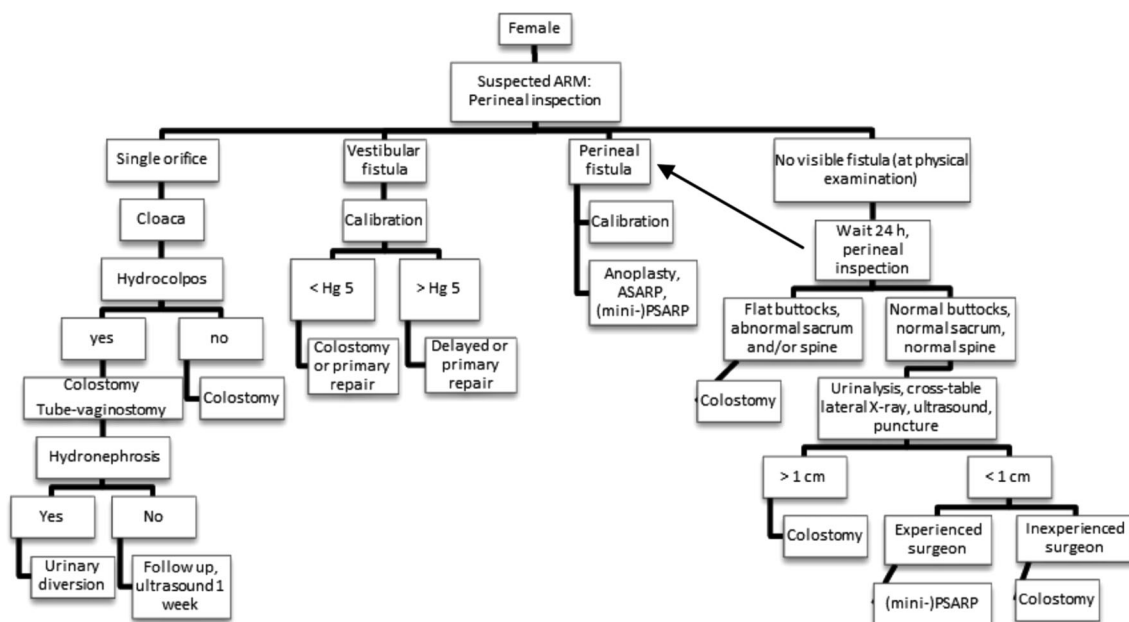 Female
Suspected ARM:
Perineal inspection
Single orifice
Vestibular
fistula
Perineal
fistula
No visible fistula (at physical
examination)
Cloaca
Calibration
Calibration
Wait 24 h,
perineal
inspection
Hydrocolpos
< Hg 5
> Hg 5
Anoplasty,
ASARP,
(mini-)PSARP
Flat buttocks,
abnormal sacrum
and/or spine
Normal buttocks,
normal sacrum,
normal spine
yes
no
Colostomy
or primary
repair
Delayed or
primary
repair
Colostomy
Tube-vaginostomy
Colostomy
Colostomy
Urinalysis, cross-table
lateral X-ray, ultrasound,
puncture
Hydronephrosis
> 1 cm
< 1 cm
Yes
No
Colostomy
Experienced
surgeon
Inexperienced
surgeon
Urinary
diversion
Follow up,
ultrasound 1
week
(mini-)PSARP
Colostomy